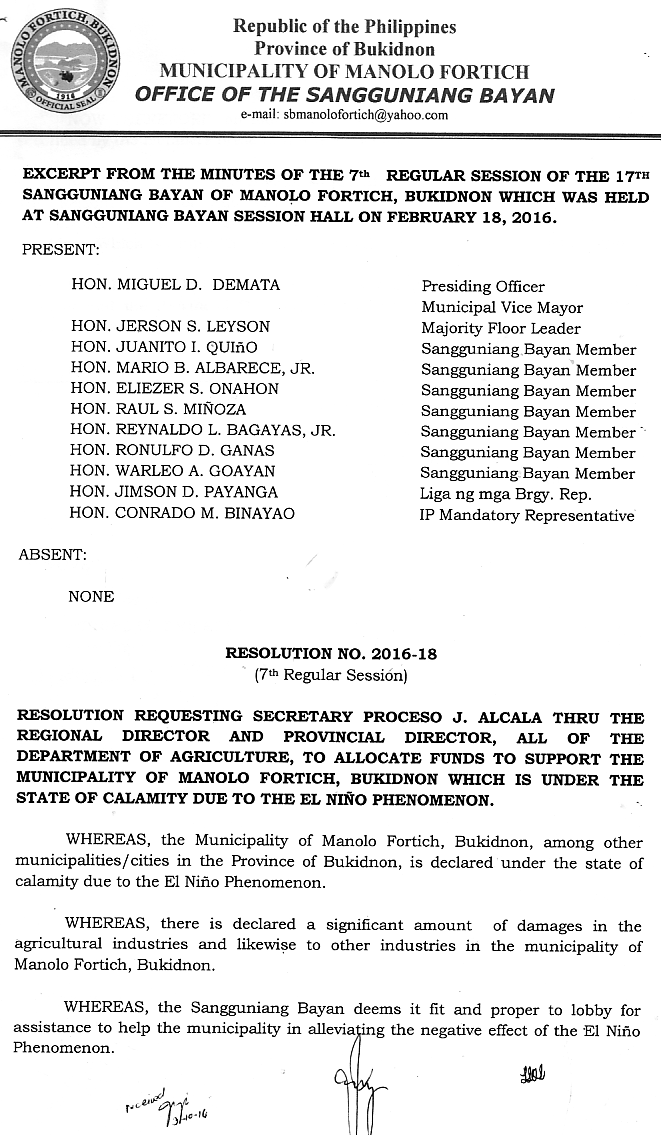 MANOLO FORTICH, BUKIDNON
1914
OFFICIAL SEAL
Republic of the Philippines
Province of Bukidnon
MUNICIPALITY OF MANOLO FORTICH
OFFICE OF THE SANGGUNIANG BAYAN
e-mail: sbmanolofortich@yahoo.com
EXCERPT FROM THE MINUTES OF THE 7th REGULAR SESSION OF THE 17TH
SANGGUNIANG BAYAN OF MANOLO FORTICH, BUKIDNON WHICH WAS HELD
AT SANGGUNIANG BAYAN SESSION HALL ON FEBRUARY 18, 2016.
PRESENT:
HON. MIGUEL D. DEMATA Presiding Officer
Municipal Vice Mayor
HON. JERSON S. LEYSON Majority Floor Leader
HON. JUANITO I. QUIñO Sangguniang Bayan Member
HON. MARIO B. ALBARECE, JR. Sangguniang Bayan Member
HON. ELIEZER S. ONAHON Sangguniang Bayan Member
HON. RAUL S. MIÑOZA Sangguniang Bayan Member
HON. REYNALDO L. BAGAYAS, JR. Sangguniang Bayan Member
HON. RONULFO D. GANAS Sangguniang Bayan Member
HON. WARLEO A. GOAYAN Sangguniang Bayan Member
HON. JIMSON D. PAYANGA Liga ng mga Brgy. Rep.
HON. CONRADO M. BINAYAO IP Mandatory Representative
ABSENT:
NONE
RESOLUTION NO. 2016-18
(7th Regular Session)
RESOLUTION REQUESTING SECRETARY PROCESO J. ALCALA THRU THE
REGIONAL DIRECTOR AND PROVINCIAL DIRECTOR, ALL OF THE
DEPARTMENT OF AGRICULTURE, TO ALLOCATE FUNDS TO SUPPORT THE
MUNICIPALITY OF MANOLO FORTICH, BUKIDNON WHICH IS UNDER THE
STATE OF CALAMITY DUE TO THE EL NIÑO PHENOMENON.
WHEREAS, the Municipality of Manolo Fortich, Bukidnon, among other
municipalities/cities in the Province of Bukidnon, is declared under the state of
calamity due to the El Niño Phenomenon.
WHEREAS, there is declared a significant amount of damages in the
agricultural industries and likewise to other industries in the municipality of
Manolo Fortich, Bukidnon.
WHEREAS, the Sangguniang Bayan deems it fit and proper to lobby for
assistance to help the municipality in alleviating the negative effect of the El Niño
Phenomenon.
received